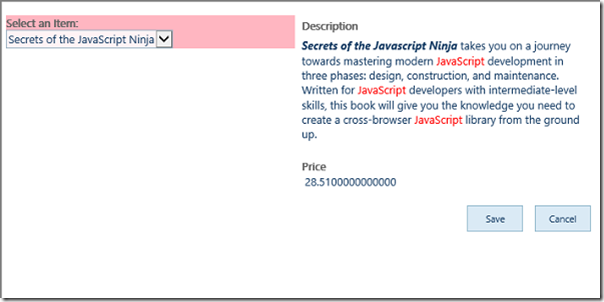 Select an Item:
Secrets of the JavaScript Ninja
Description
Secrets of the Javascript Ninja takes you on a journey
towards mastering modern JavaScript development in
three phases: design, construction, and maintenance.
Written for JavaScript developers with intermediate-level
skills, this book will give you the knowledge you need to
create a cross-browser JavaScript library from the ground
up.
Price
28.5100000000000
Save
Cancel